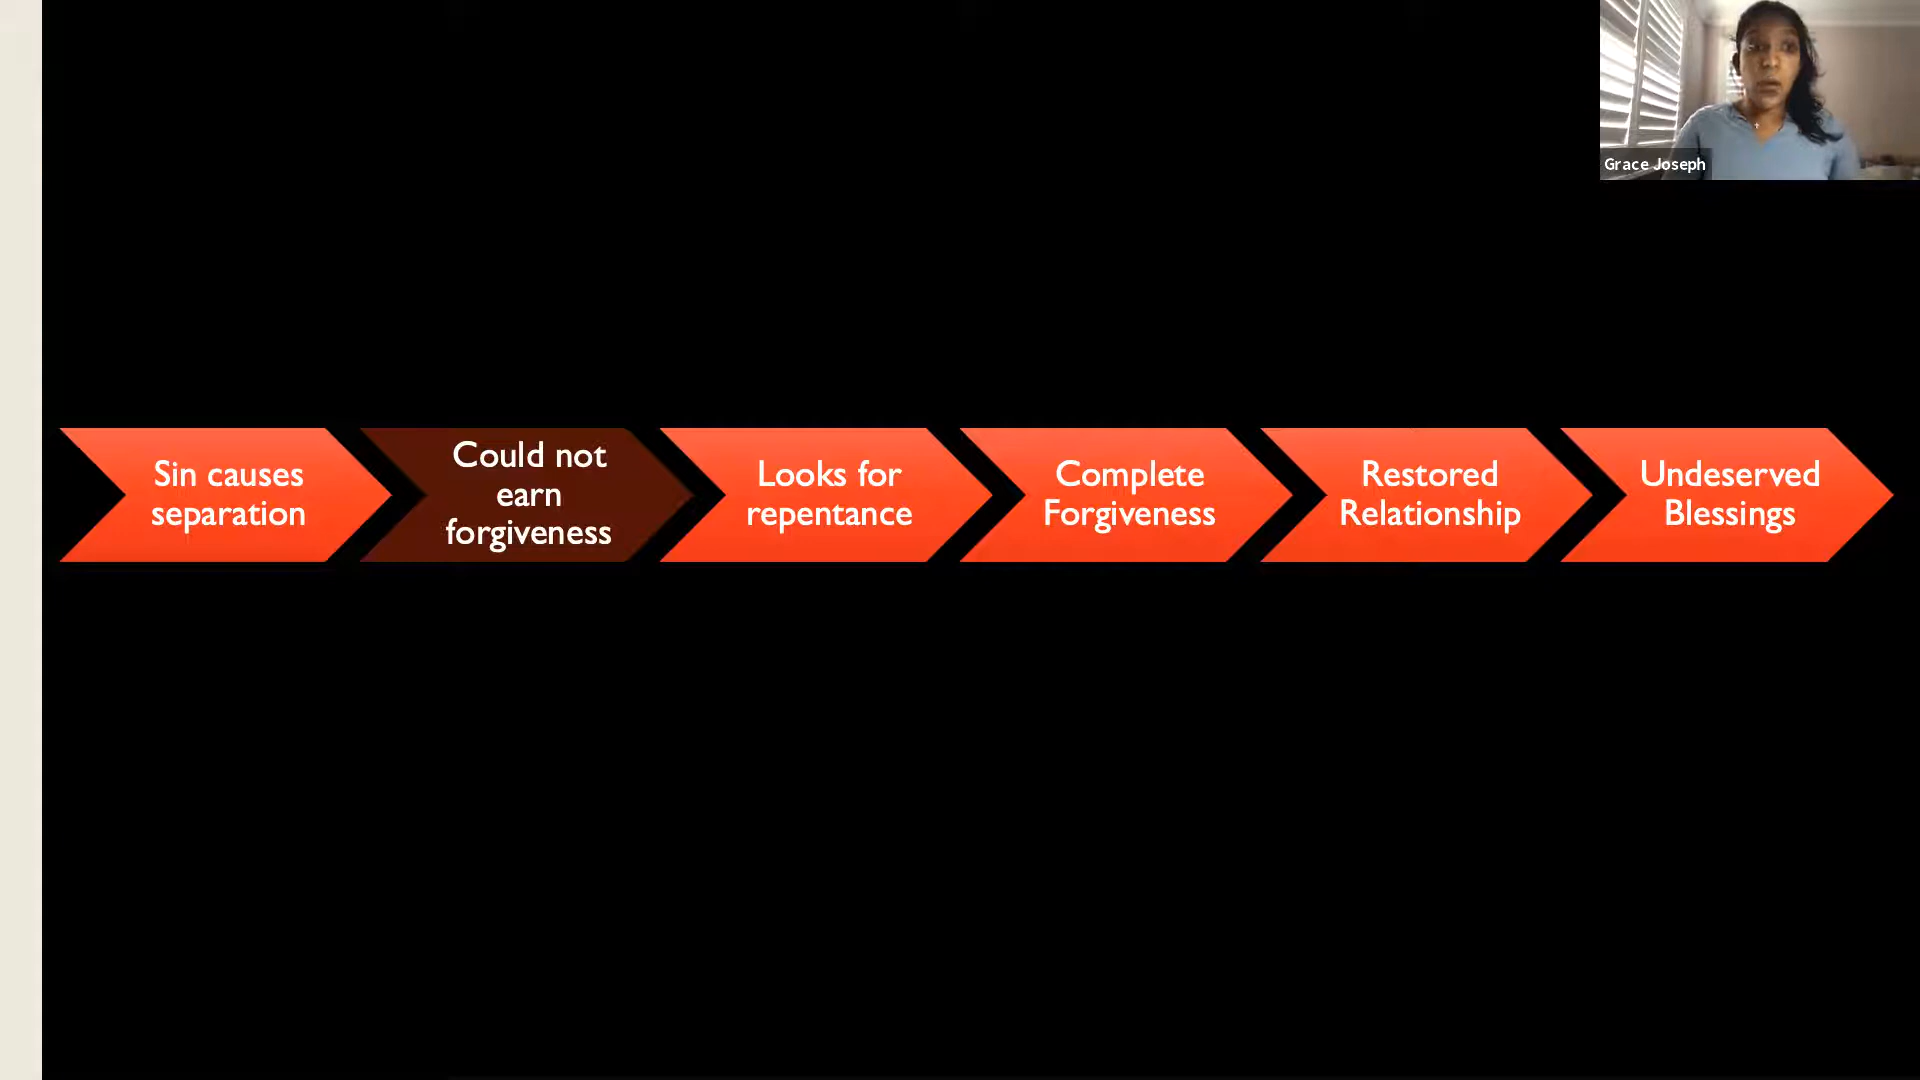 Grace Joseph
Sin causes
separation
Could not
earn
forgiveness
Looks for
repentance
Complete
Forgiveness
Restored
Relationship
Undeserved
Blessings